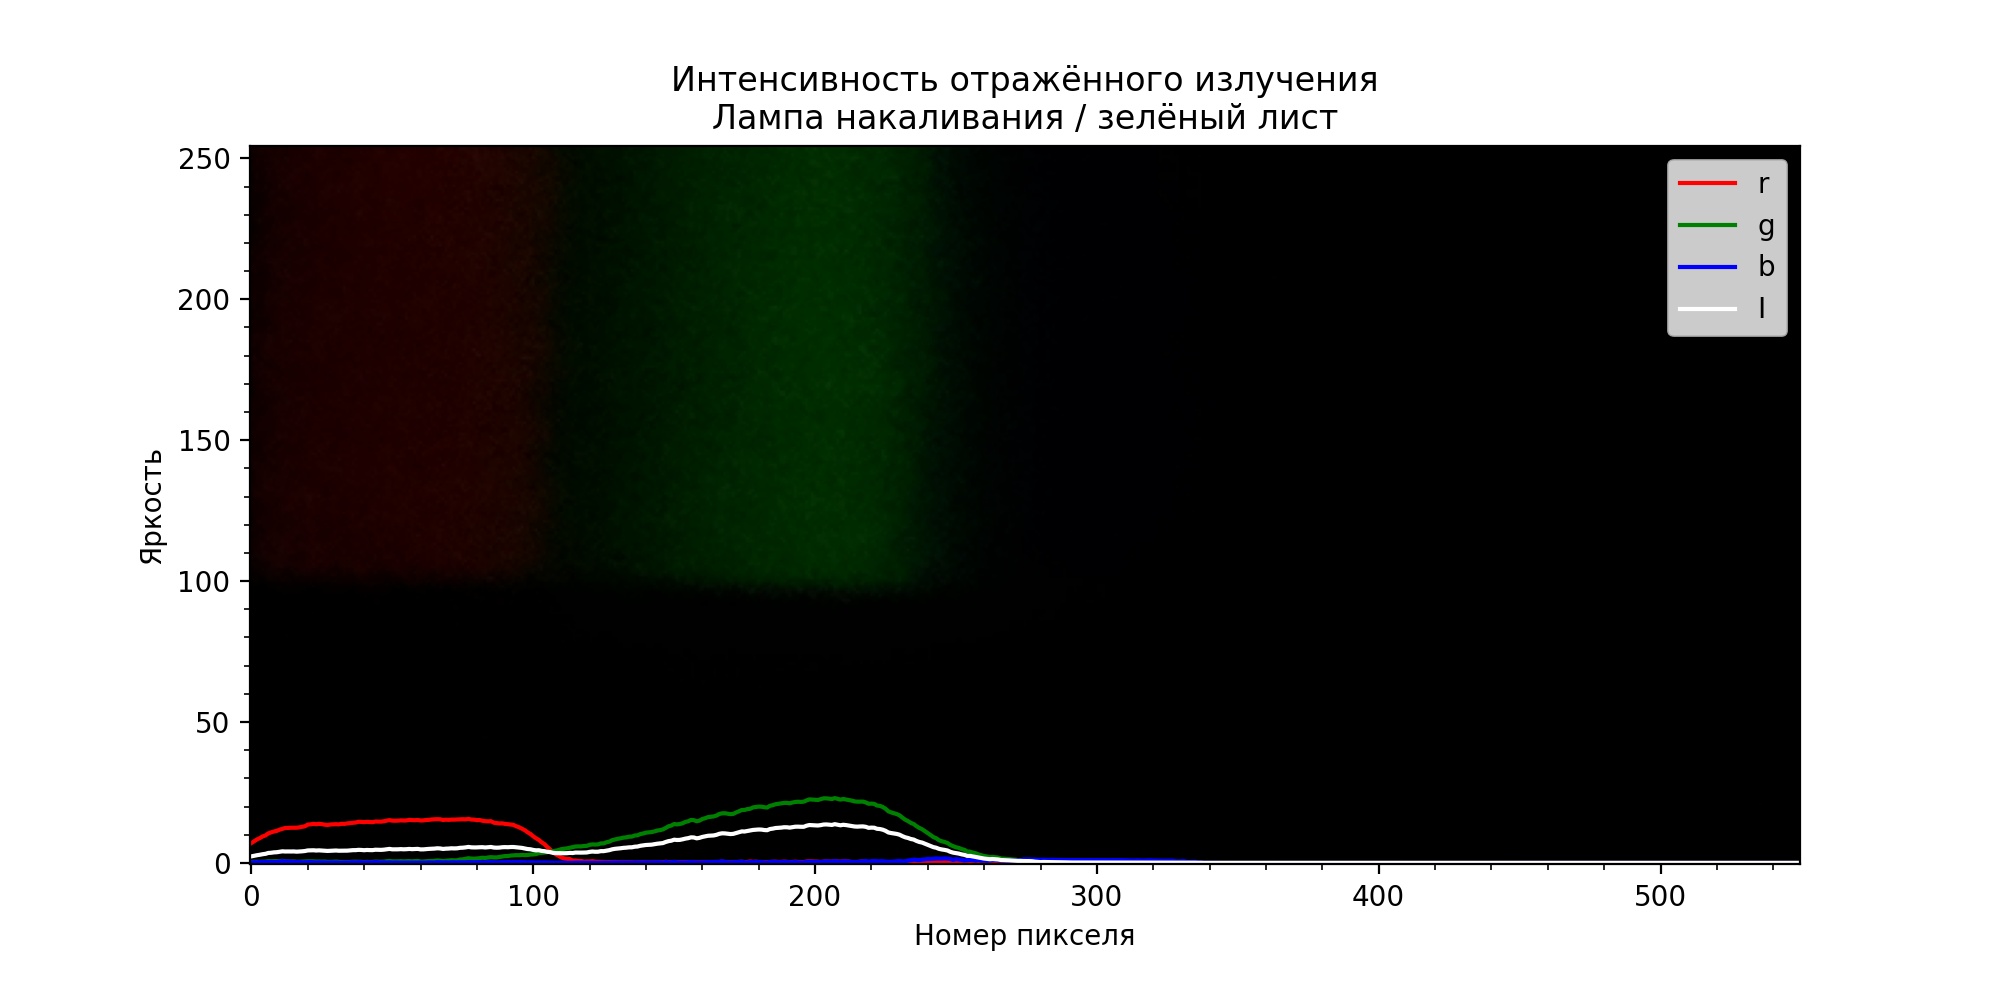 Интенсивность отражённого излучения
Лампа накаливания / зелёный лист
250
200
150
100
50
0
Яркость
r
g
b
l
0 100 200 300 400 500
Номер пикселя